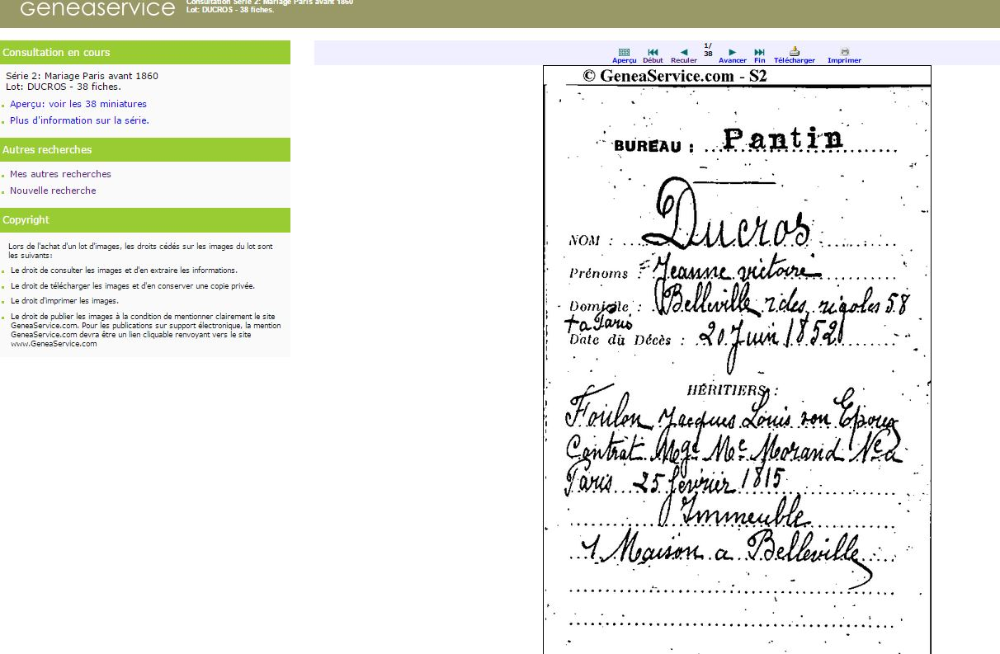 Geneaservice
Consultation Série 2: Mariage Paris avant 1860
Lot: DUCROS - 38 fiches.
Consultation en cours
Série 2: Mariage Paris avant 1860
Lot: DUCROS - 38 fiches.
Aperçu: voir les 38 miniatures
Plus d'information sur la série.
Autres recherches
Mes autres recherches
Nouvelle recherche
Copyright
Lors de l'achat d'un lot d'images, les droits cédés sur les images du lot sont
les suivants:
Le droit de consulter les images et d'en extraire les informations.
Le droit de télécharger les images et d'en conserver une copie privée.
Le droit d'imprimer les images.
Le droit de publier les images à la condition de mentionner clairement le site
GeneaService.com. Pour les publications sur support électronique, la mention
GeneaService.com devra être un lien cliquable renvoyant vers le site
www.GeneaService.com
1/
38
Aperçu Début Reculer Avancer Fin Télécharger Imprimer
© GeneaService.com - S2
BUREAU : Pantin
NOM : Ducros
Prénoms : Jeanne victoire
Domicile : Belleville r des rigoles 58
+ a Paris
Date du Décès : 20 Juin 1852
HÉRITIERS :
Foulon Jacques Louis son Epoux
Contrat Mge Me Morand Nre a
Paris 25 fevrier 1815
Immeuble
1 Maison a Belleville